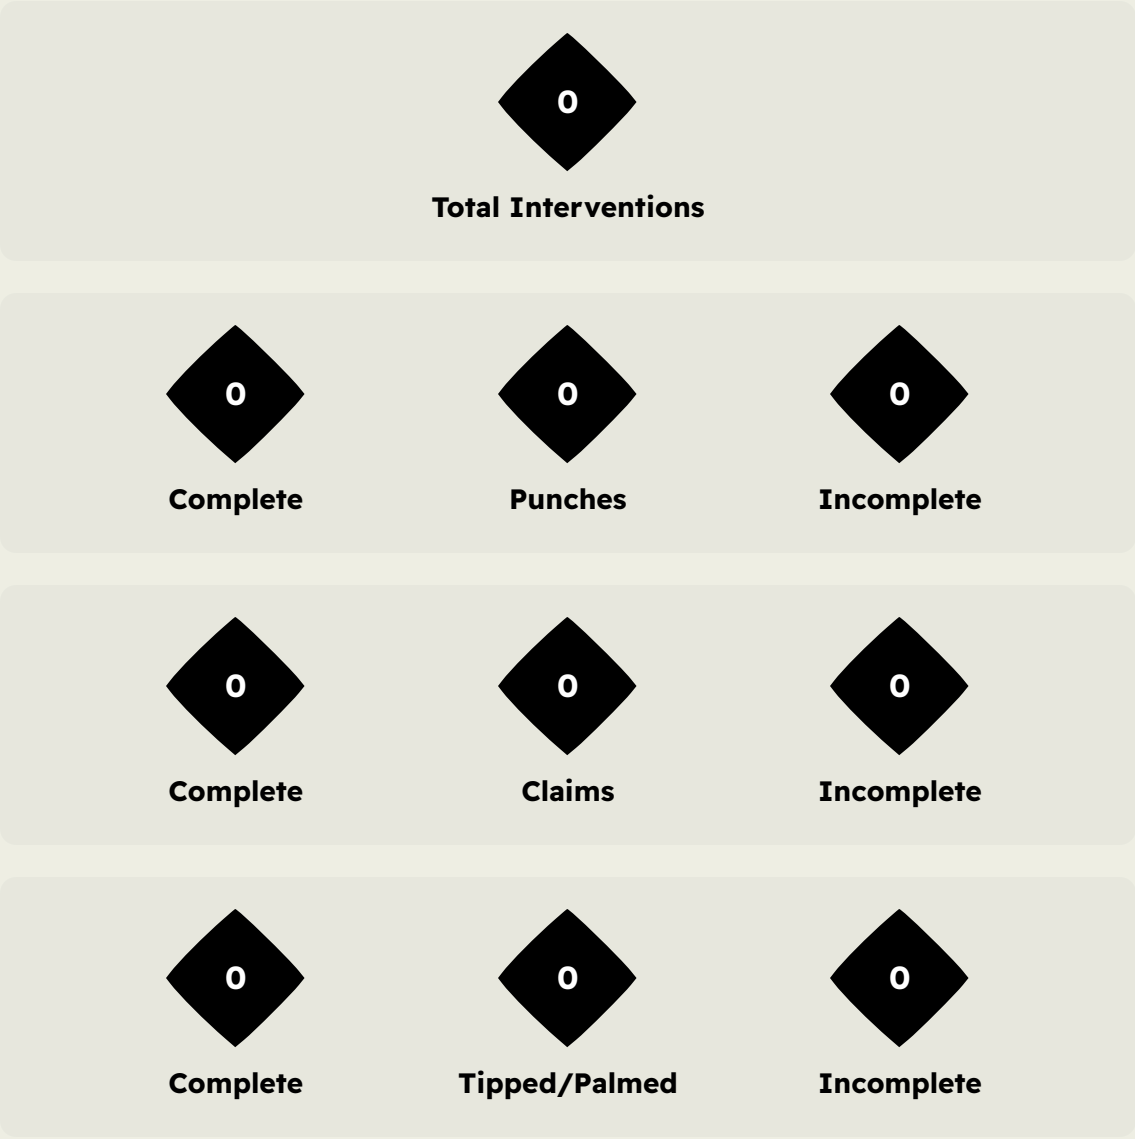 0
Total Interventions
0 0 0
Complete Punches Incomplete
0 0 0
Complete Claims Incomplete
0 0 0
Complete Tipped/Palmed Incomplete